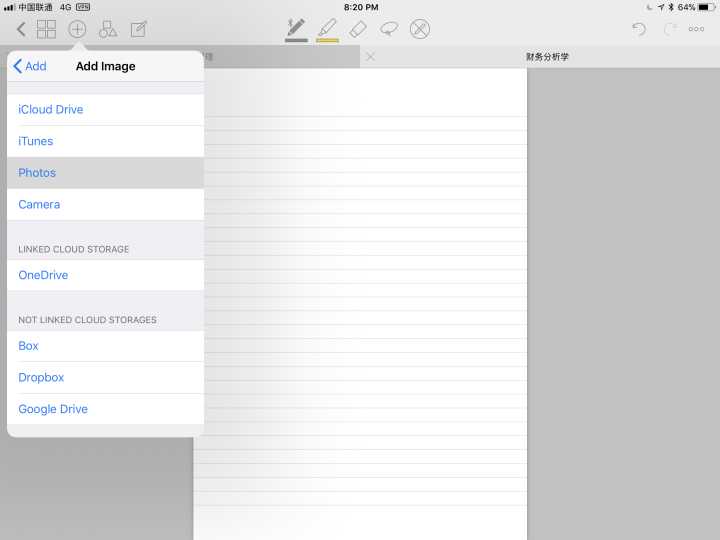 中国联通 4G VPN
8:20 PM
64%
理
财务分析学
Add
Add Image
iCloud Drive
iTunes
Photos
Camera
LINKED CLOUD STORAGE
OneDrive
NOT LINKED CLOUD STORAGES
Box
Dropbox
Google Drive